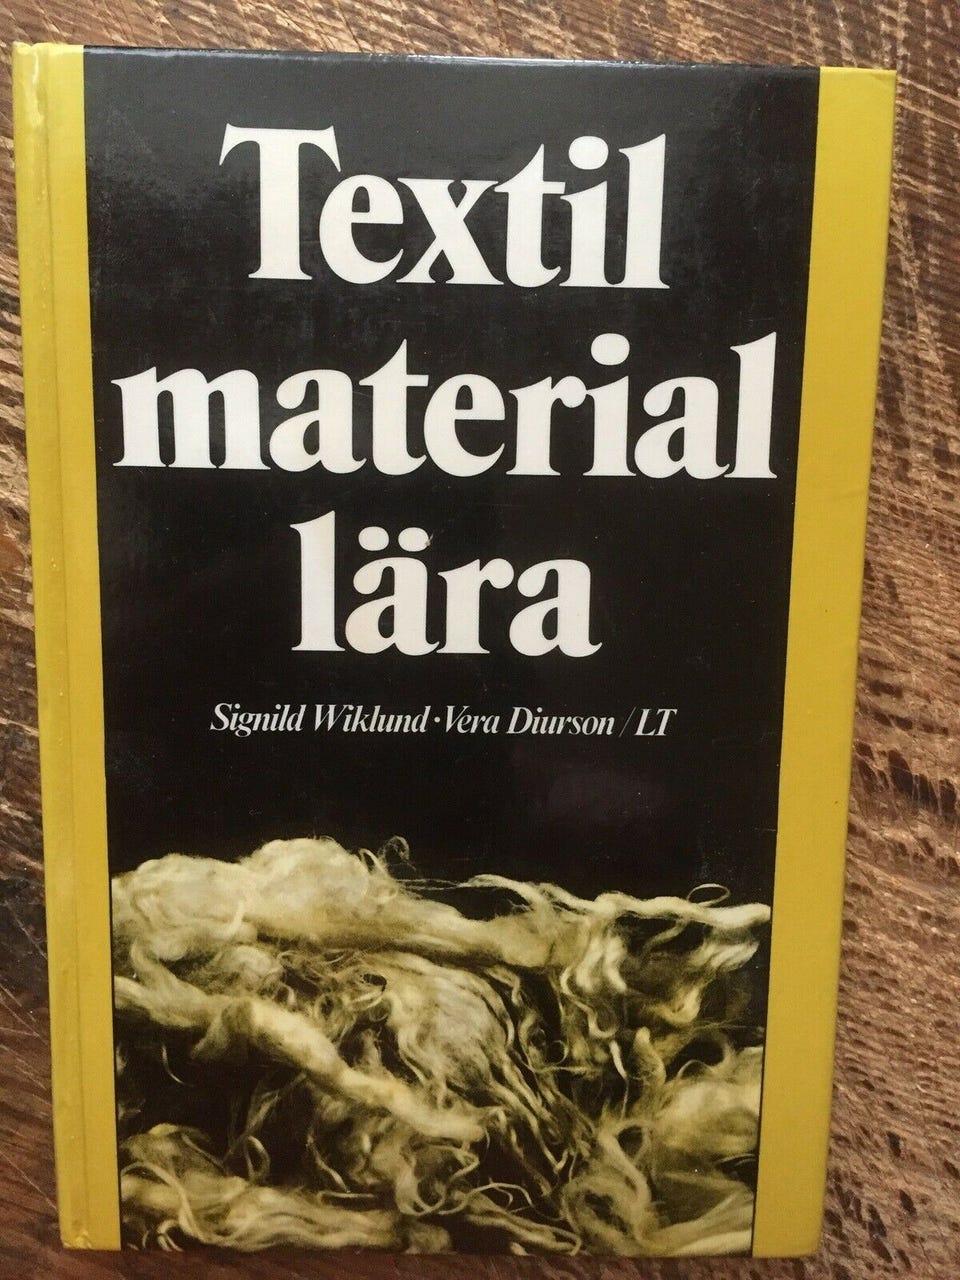 Textil
material
lära
Signild Wiklund · Vera Diurson / LT